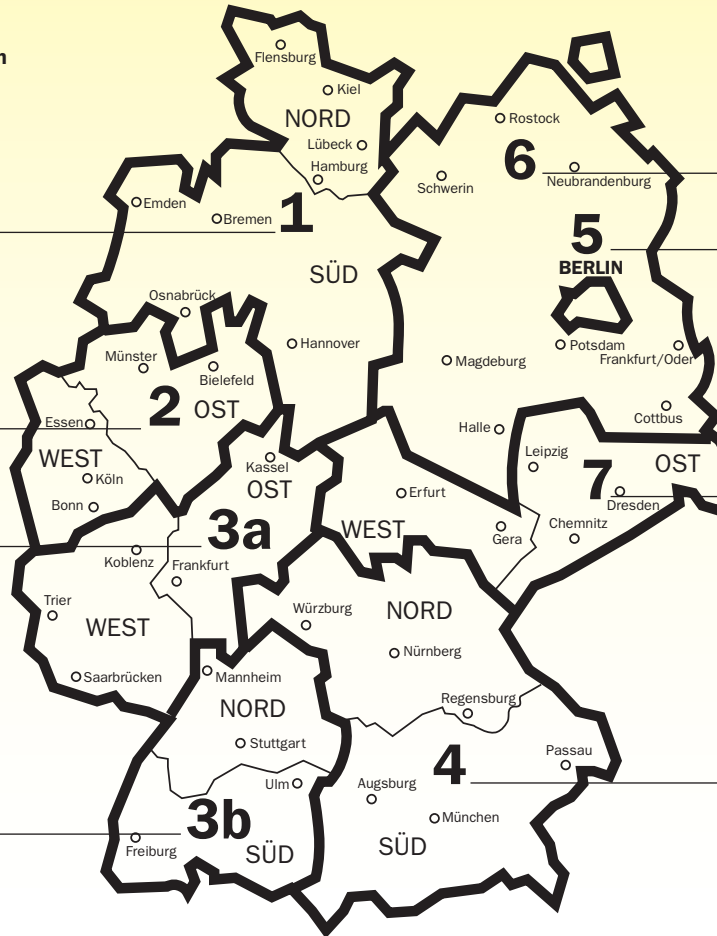 n
Flensburg
Kiel
NORD
Lübeck
Hamburg
Rostock
6
Schwerin
Neubrandenburg
Emden
Bremen
1
5
BERLIN
SÜD
Osnabrück
Hannover
Potsdam
Frankfurt/Oder
Münster
Bielefeld
Magdeburg
2
OST
Essen
Cottbus
Halle
WEST
Köln
Kassel
OST
Leipzig
OST
7
Bonn
Erfurt
Dresden
3a
WEST
Gera
Chemnitz
Koblenz
Frankfurt
Trier
WEST
Würzburg
NORD
Nürnberg
Saarbrücken
Mannheim
NORD
Regensburg
Stuttgart
4
Passau
Ulm
Augsburg
3b
München
Freiburg
SÜD
SÜD